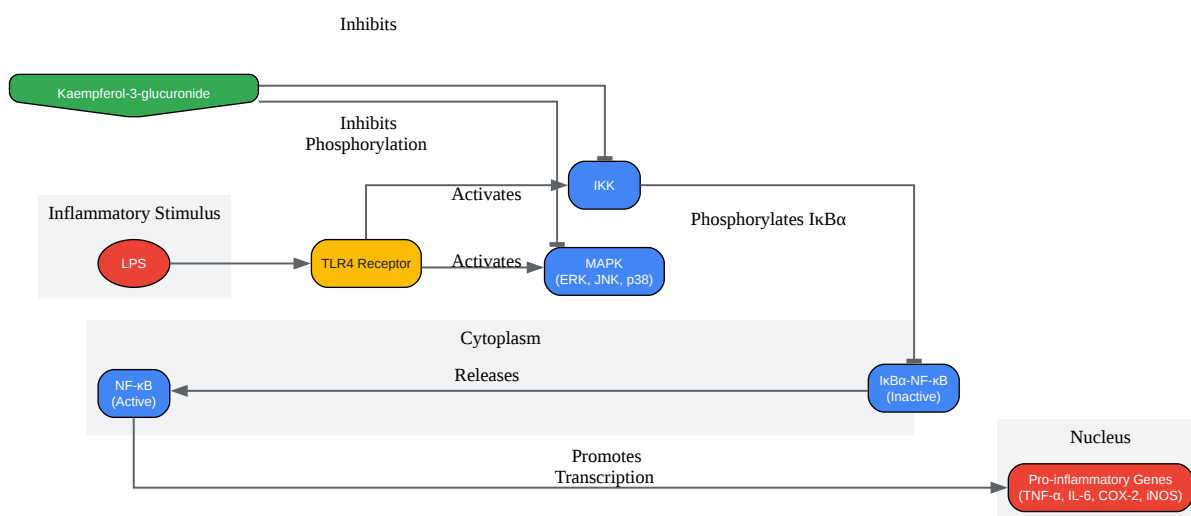 Inhibits
Kaempferol-3-glucuronide
Inhibits
Phosphorylation
IKK
Activates
Inflammatory Stimulus
Phosphorylates IκBα
LPS
TLR4 Receptor
Activates
MAPK
(ERK, JNK, p38)
Cytoplasm
Releases
NF-κB
(Active)
IκBα-NF-κB
(Inactive)
Nucleus
Promotes
Transcription
Pro-inflammatory Genes
(TNF-α, IL-6, COX-2, iNOS)